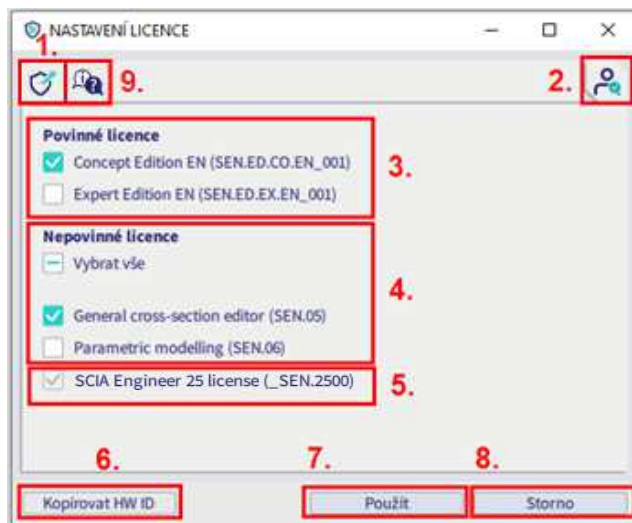 NASTAVENÍ LICENCE
1.
9.
2.
Povinné licence
Concept Edition EN (SEN.ED.CO.EN_001)
Expert Edition EN (SEN.ED.EX.EN_001)
3.
Nepovinné licence
Vybrat vše
General cross-section editor (SEN.05)
Parametric modelling (SEN.06)
4.
SCIA Engineer 25 license (_SEN.2500)
5.
6.
7.
8.
Kopírovat HW ID
Použít
Storno